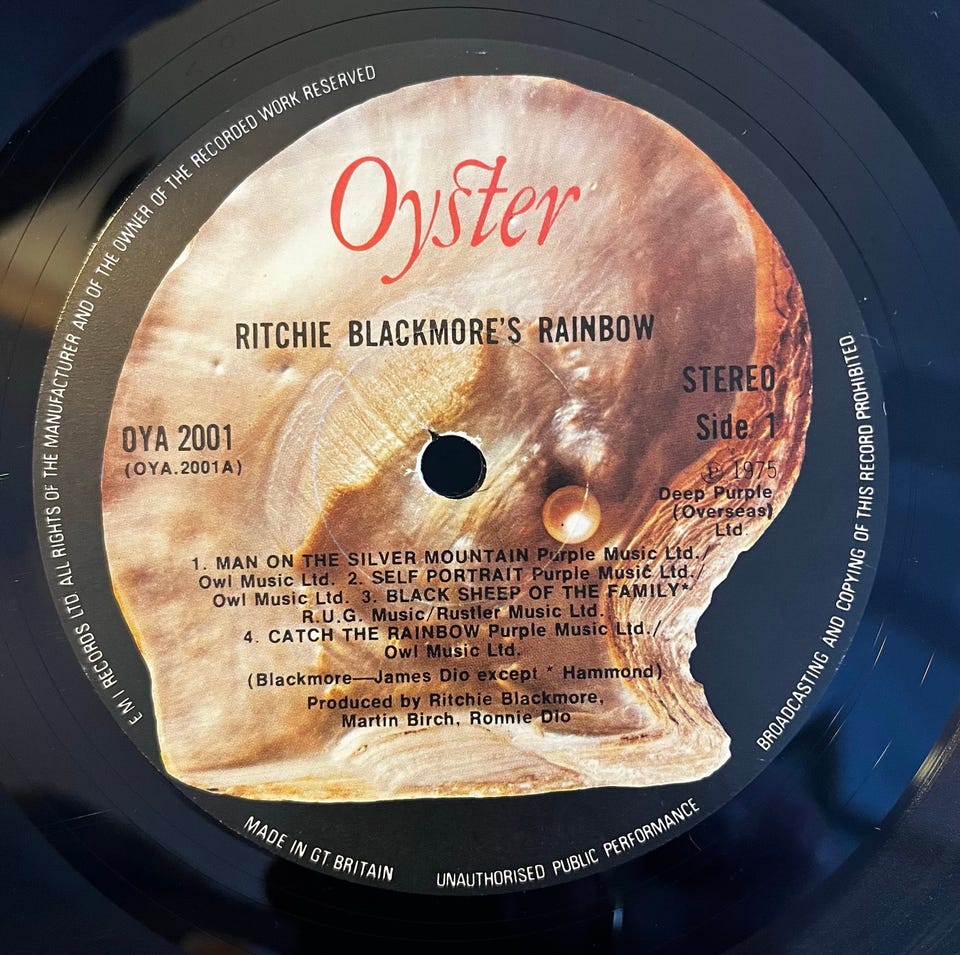 Oyster
RITCHIE BLACKMORE'S RAINBOW
STEREO
Side 1
OYA 2001
(OYA.2001A)
℗ 1975
Deep Purple
(Overseas)
Ltd.
1. MAN ON THE SILVER MOUNTAIN Purple Music Ltd./
Owl Music Ltd. 2. SELF PORTRAIT Purple Music Ltd./
Owl Music Ltd. 3. BLACK SHEEP OF THE FAMILY*
R.U.G. Music/Rustler Music Ltd.
4. CATCH THE RAINBOW Purple Music Ltd./
Owl Music Ltd.
(Blackmore—James Dio except * Hammond)
Produced by Ritchie Blackmore,
Martin Birch, Ronnie Dio
E M I RECORDS LTD ALL RIGHTS OF THE MANUFACTURER AND OF THE OWNER OF THE RECORDED WORK RESERVED
BROADCASTING AND COPYING OF THIS RECORD PROHIBITED
UNAUTHORISED PUBLIC PERFORMANCE
MADE IN GT. BRITAIN